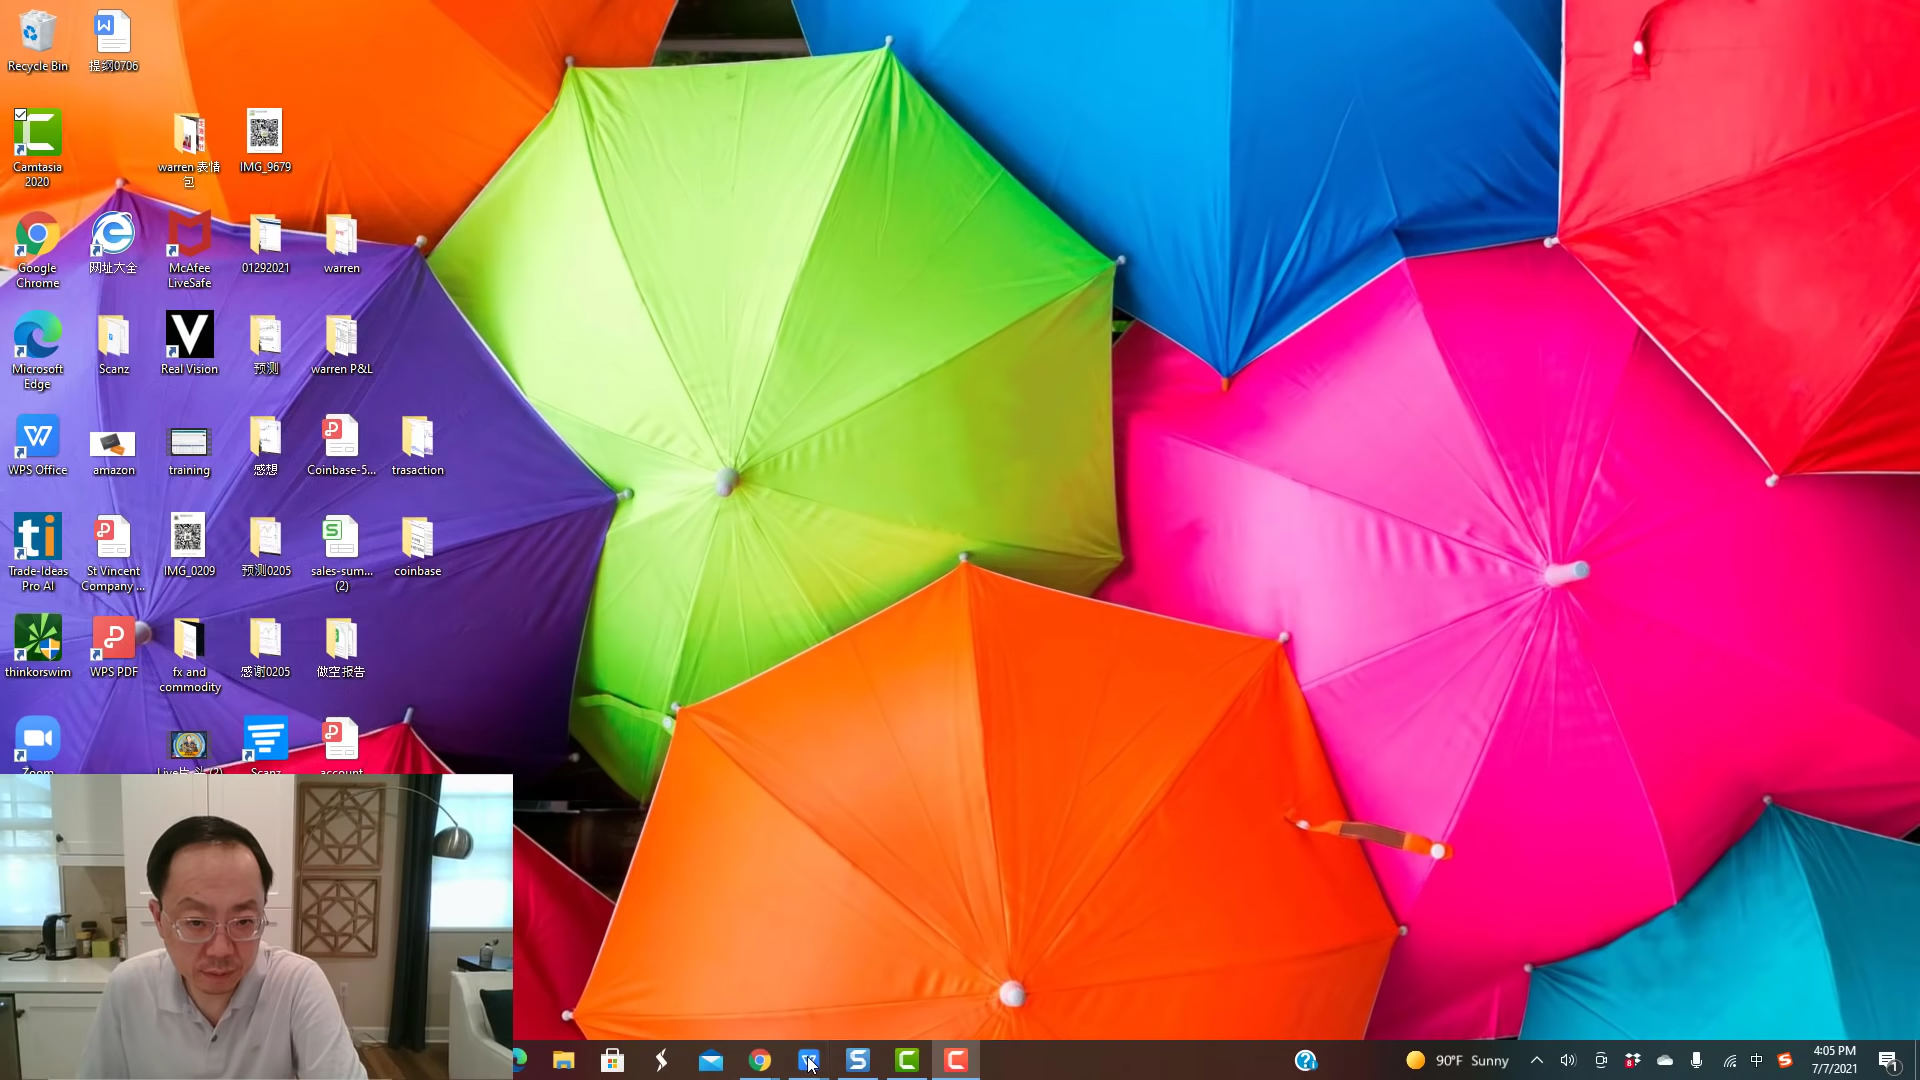 Recycle Bin
提纲0706
Camtasia
2020
warren 表情
包
IMG_9679
Google
Chrome
网址大全
McAfee
LiveSafe
01292021
warren
Microsoft
Edge
Scanz
Real Vision
预测
warren P&L
WPS Office
amazon
training
感想
Coinbase-5...
trasaction
Trade-Ideas
Pro AI
St Vincent
Company ...
IMG_0209
预测0205
sales-sum...
(2)
coinbase
thinkorswim
WPS PDF
fx and
commodity
感谢0205
做空报告
Zoom
Scanz
account
90°F Sunny
中
4:05 PM
7/7/2021